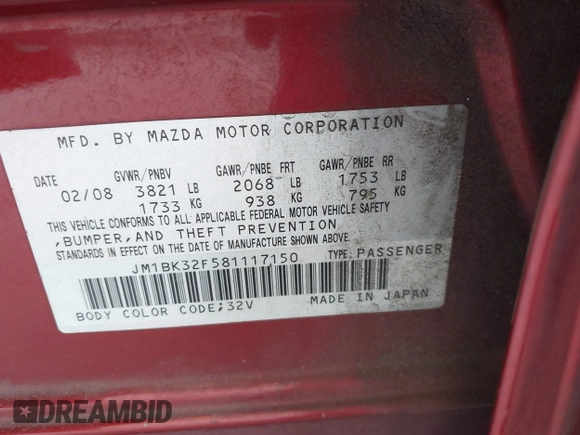 MFD. BY MAZDA MOTOR CORPORATION
DATE GVWR/PNBV GAWR/PNBE FRT GAWR/PNBE RR
02/08 3821 LB 2068 LB 1753 LB
1733 KG 938 KG 795 KG
THIS VEHICLE CONFORMS TO ALL APPLICABLE FEDERAL MOTOR VEHICLE SAFETY
,BUMPER,AND THEFT PREVENTION
STANDARDS IN EFFECT ON THE DATE OF MANUFACTURE SHOWN ABOVE.
JM1BK32F581117150 TYPE:PASSENGER
BODY COLOR CODE;32V MADE IN JAPAN
DREAMBID